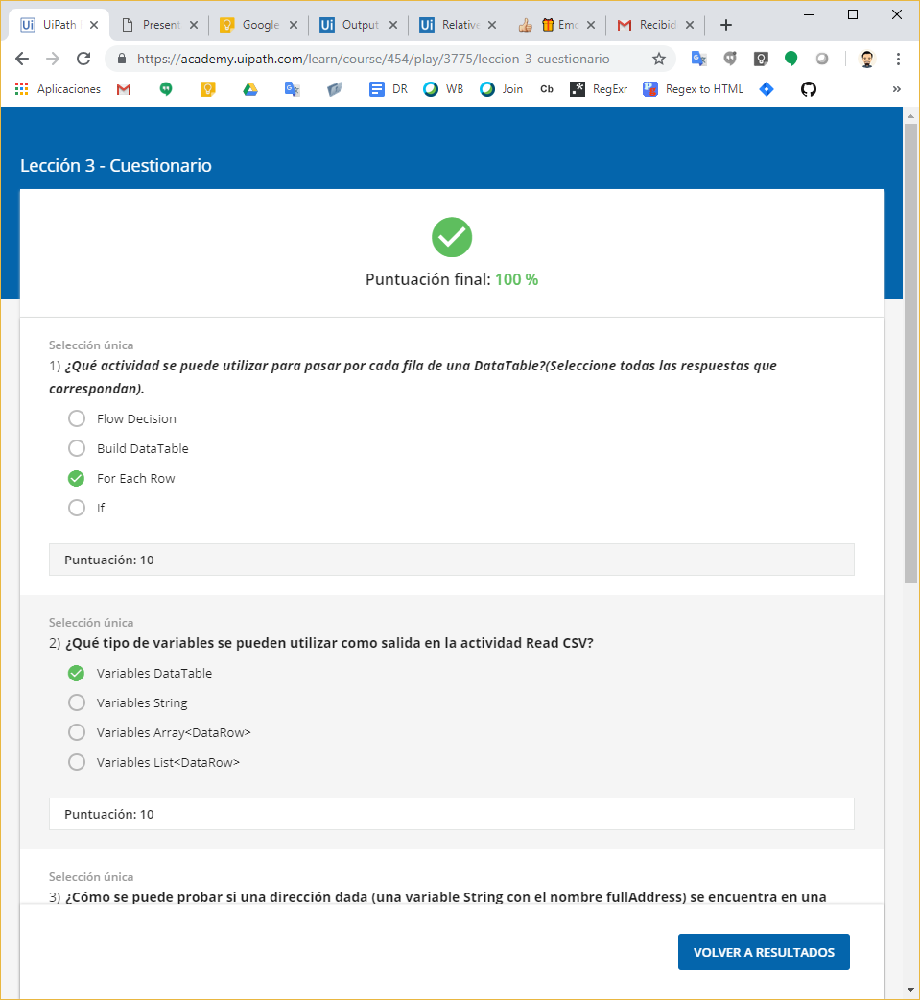 UiPath
Present
Google
Output
Relative
Emo
Recibid
https://academy.uipath.com/learn/course/454/play/3775/leccion-3-cuestionario
Aplicaciones
DR
WB
Join
Cb
RegExr
Regex to HTML
»
Lección 3 - Cuestionario
Puntuación final: 100 %
Selección única
1) ¿Qué actividad se puede utilizar para pasar por cada fila de una DataTable?(Seleccione todas las respuestas que
correspondan).
Flow Decision
Build DataTable
For Each Row
If
Puntuación: 10
Selección única
2) ¿Qué tipo de variables se pueden utilizar como salida en la actividad Read CSV?
Variables DataTable
Variables String
Variables Array<DataRow>
Variables List<DataRow>
Puntuación: 10
Selección única
3) ¿Cómo se puede probar si una dirección dada (una variable String con el nombre fullAddress) se encuentra en una
VOLVER A RESULTADOS